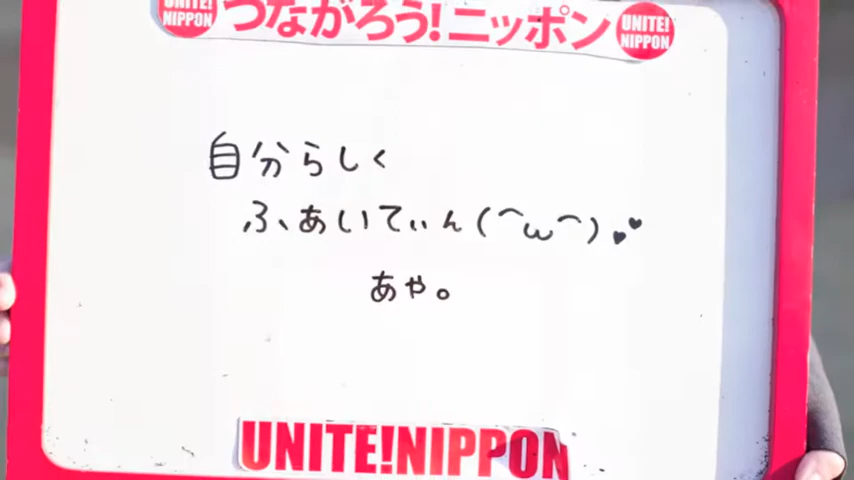 UNITE!
NIPPON
つながろう!ニッポン
UNITE!
NIPPON
自分らしく
ふぁいてぃん(⌒ω⌒)♥♥
あや。
UNITE!NIPPON